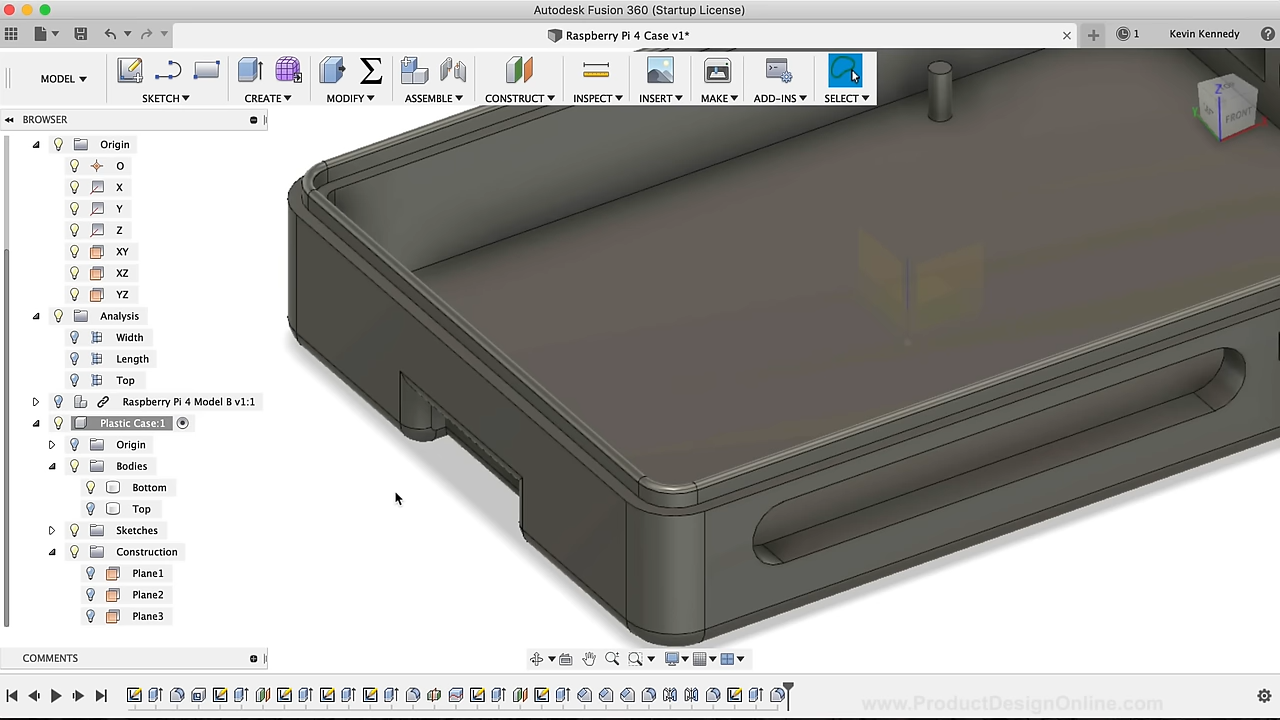 Autodesk Fusion 360 (Startup License)
Raspberry Pi 4 Case v1*
1
Kevin Kennedy
MODEL
SKETCH
CREATE
MODIFY
ASSEMBLE
CONSTRUCT
INSPECT
INSERT
MAKE
ADD-INS
SELECT
BROWSER
Z
FRONT
Origin
O
X
Y
Z
XY
XZ
YZ
Analysis
Width
Length
Top
Raspberry Pi 4 Model B v1:1
Plastic Case:1
Origin
Bodies
Bottom
Top
Sketches
Construction
Plane1
Plane2
Plane3
COMMENTS
www.ProductDesignOnline.com